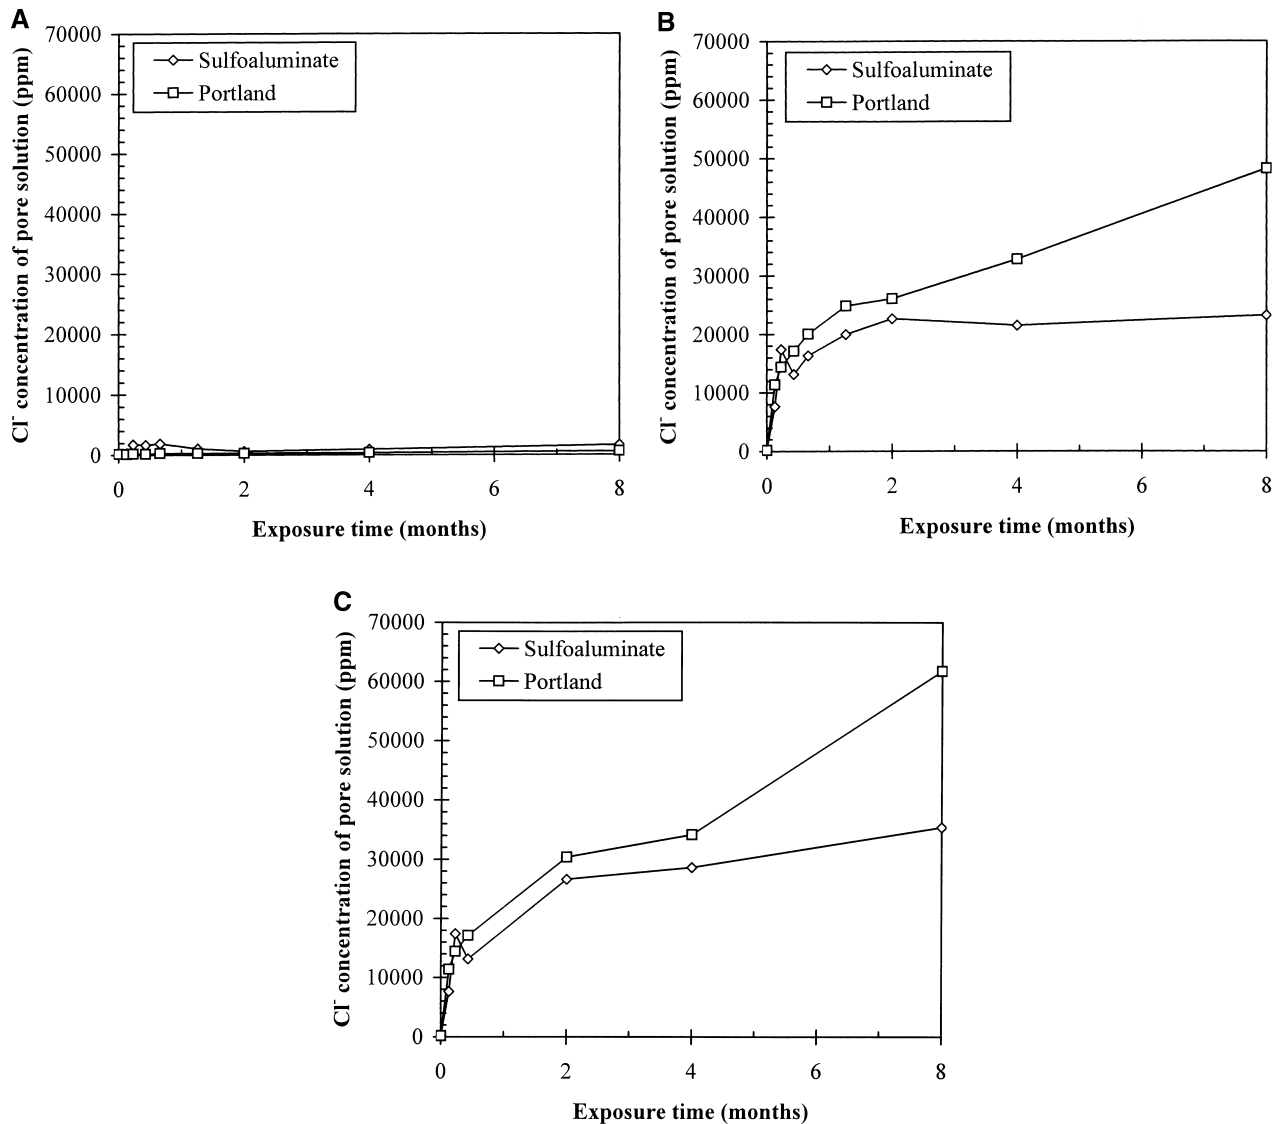 A
Cl⁻ concentration of pore solution (ppm)
70000
60000
50000
40000
30000
20000
10000
0
Sulfoaluminate
Portland
0 2 4 6 8
Exposure time (months)
B
Cl⁻ concentration of pore solution (ppm)
70000
60000
50000
40000
30000
20000
10000
0
Sulfoaluminate
Portland
0 2 4 6 8
Exposure time (months)
C
Cl⁻ concentration of pore solution (ppm)
70000
60000
50000
40000
30000
20000
10000
0
Sulfoaluminate
Portland
0 2 4 6 8
Exposure time (months)